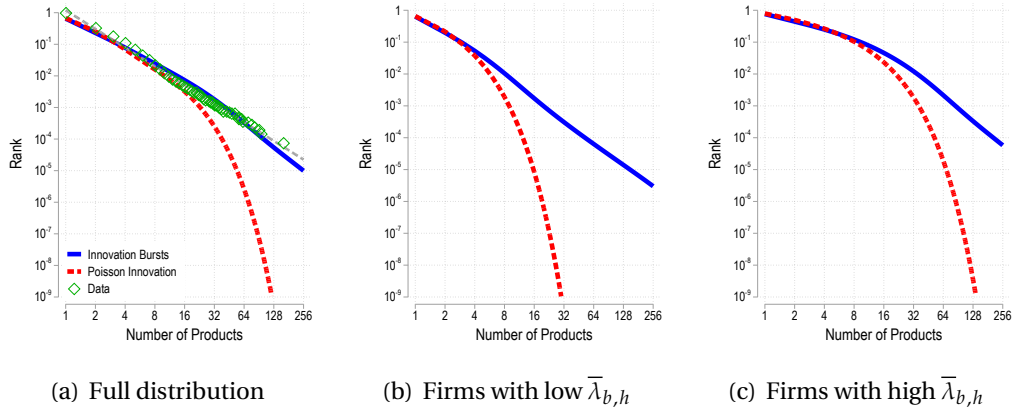 1
10⁻¹
10⁻²
10⁻³
10⁻⁴
10⁻⁵
10⁻⁶
10⁻⁷
10⁻⁸
10⁻⁹
Rank
Innovation Bursts
Poisson Innovation
Data
1 2 4 8 16 32 64 128 256
Number of Products
(a) Full distribution
1
10⁻¹
10⁻²
10⁻³
10⁻⁴
10⁻⁵
10⁻⁶
10⁻⁷
10⁻⁸
10⁻⁹
Rank
1 2 4 8 16 32 64 128 256
Number of Products
(b) Firms with low λ̄_{b,h}
1
10⁻¹
10⁻²
10⁻³
10⁻⁴
10⁻⁵
10⁻⁶
10⁻⁷
10⁻⁸
10⁻⁹
Rank
1 2 4 8 16 32 64 128 256
Number of Products
(c) Firms with high λ̄_{b,h}